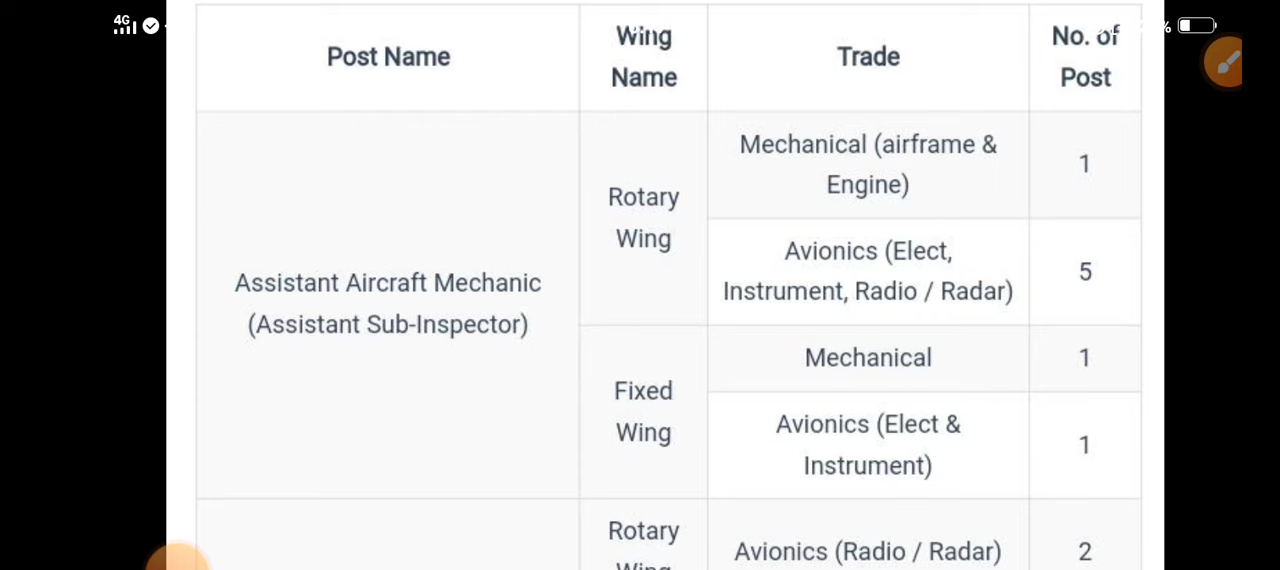 4G
%
Post Name
Wing
Name
Trade
No. of
Post
Assistant Aircraft Mechanic
(Assistant Sub-Inspector)
Rotary
Wing
Mechanical (airframe &
Engine)
1
Avionics (Elect,
Instrument, Radio / Radar)
5
Fixed
Wing
Mechanical
1
Avionics (Elect &
Instrument)
1
Rotary
Wing
Avionics (Radio / Radar)
2